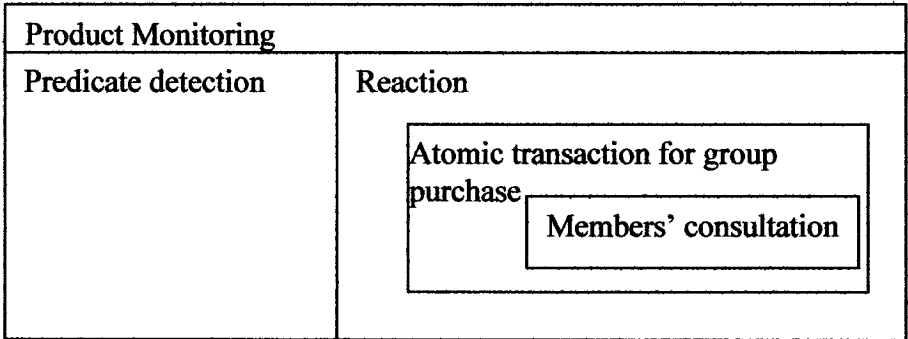 Product Monitoring
Predicate detection
Reaction
Atomic transaction for group
purchase
Members’ consultation